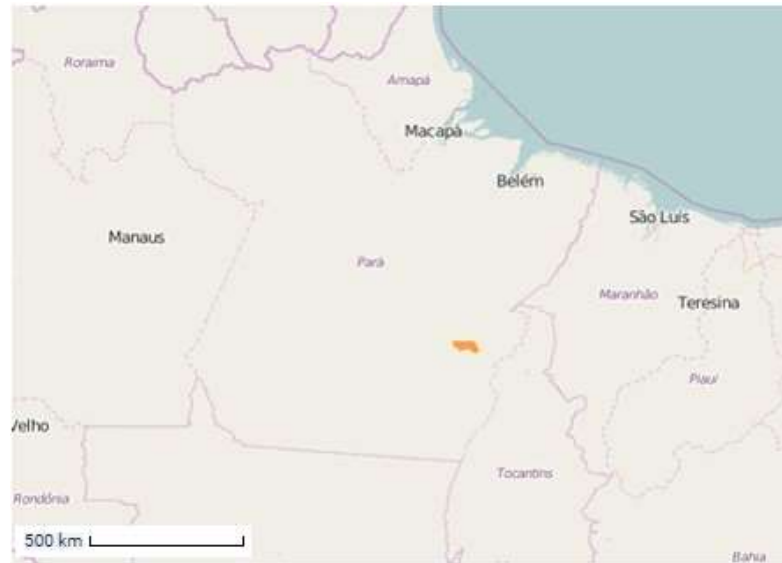 Roraima
Amapá
Macapá
Belém
São Luís
Manaus
Pará
Maranhão
Teresina
Piauí
Velho
Tocantins
Rondônia
500 km
Bahia